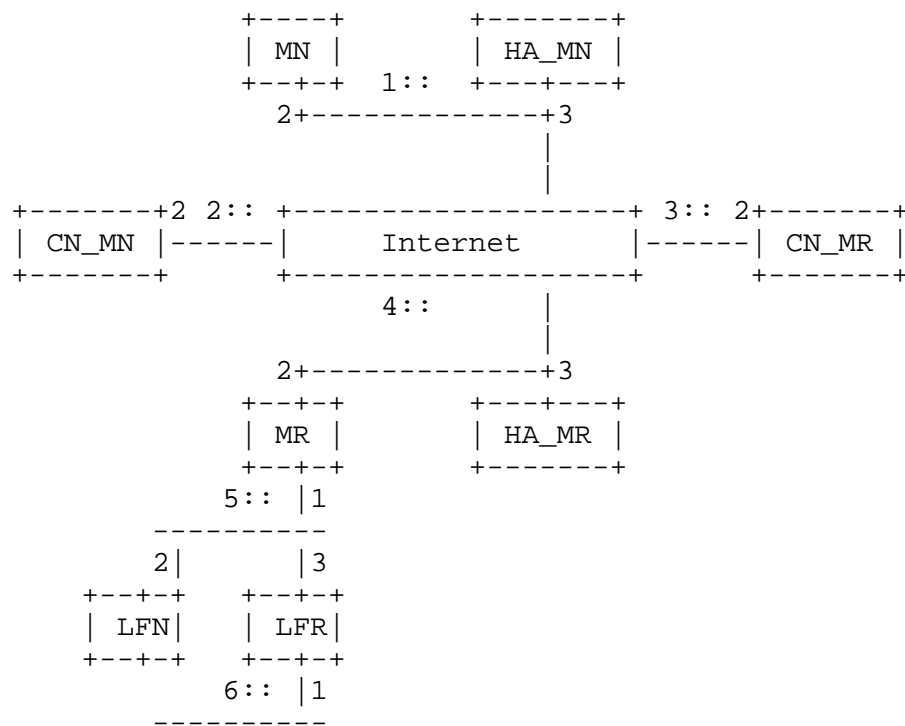 MN HA_MN
1::
2 3
2 2:: 3:: 2
CN_MN Internet CN_MR
4::
2 3
MR HA_MR
5:: 1
2 3
LFN LFR
6:: 1